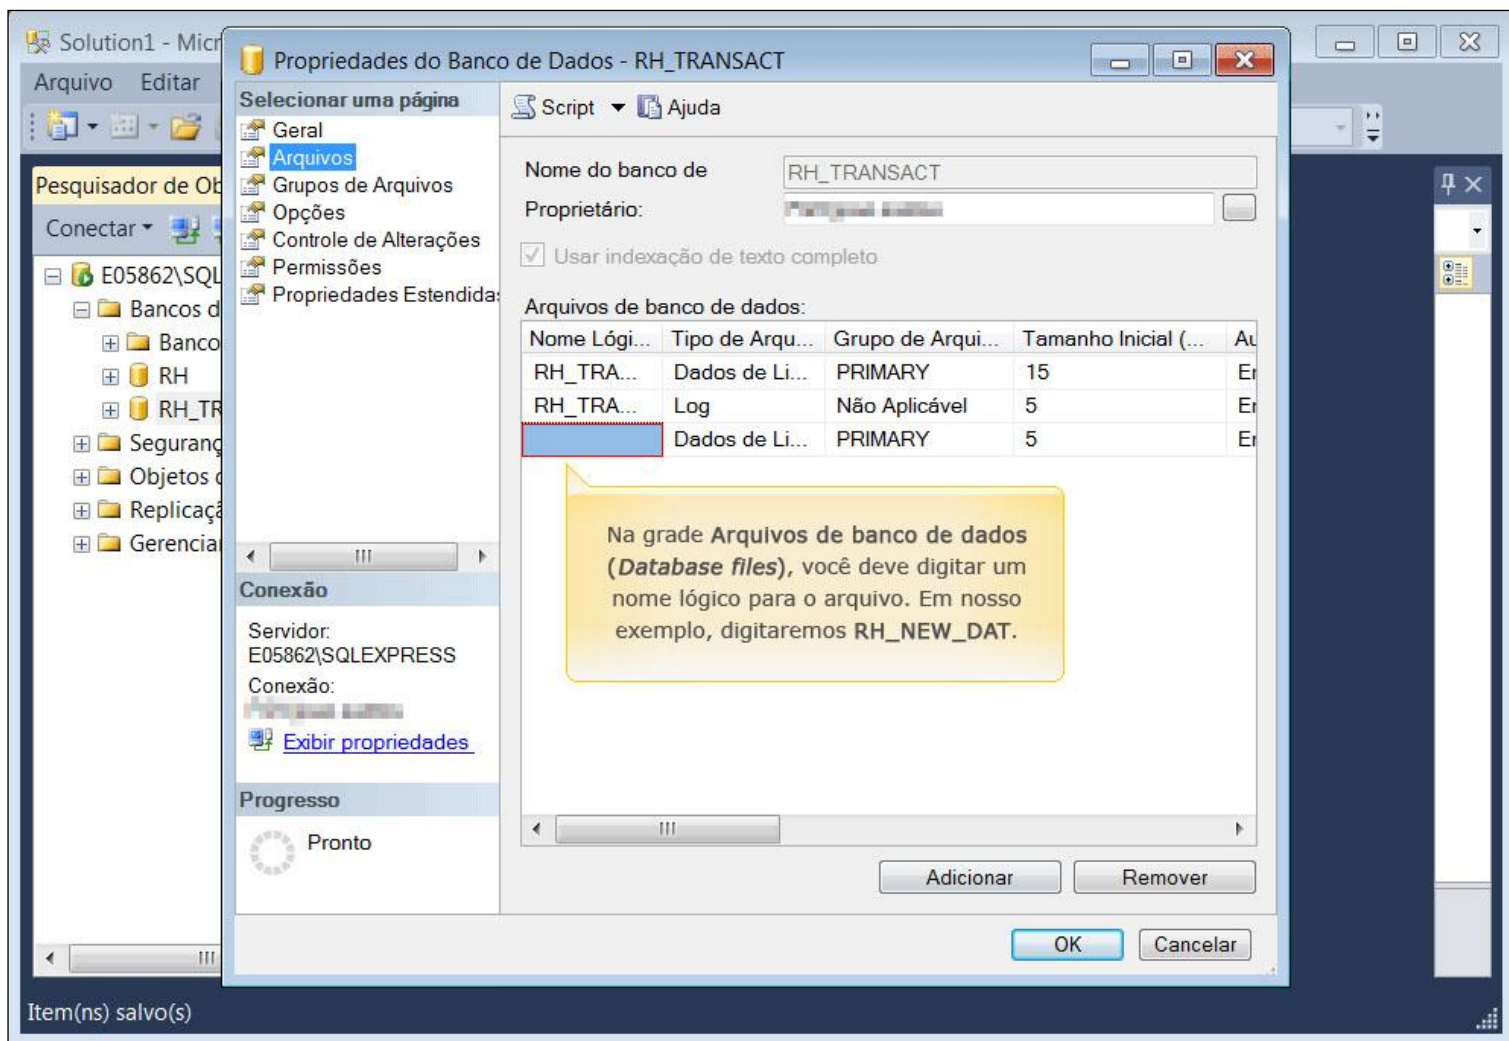 Solution1 - Micr
Arquivo Editar
Pesquisador de Ob
Conectar
E05862\SQL
Bancos d
Banco
RH
RH_TR
Seguranç
Objetos d
Replicaçã
Gerenciar
Item(ns) salvo(s)
Propriedades do Banco de Dados - RH_TRANSACT
Selecionar uma página
Geral
Arquivos
Grupos de Arquivos
Opções
Controle de Alterações
Permissões
Propriedades Estendidas
Conexão
Servidor:
E05862\SQLEXPRESS
Conexão:
Exibir propriedades
Progresso
Pronto
Script Ajuda
Nome do banco de RH_TRANSACT
Proprietário:
Usar indexação de texto completo
Arquivos de banco de dados:
Nome Lógi... Tipo de Arqu... Grupo de Arqui... Tamanho Inicial (... Au
RH_TRA... Dados de Li... PRIMARY 15 En
RH_TRA... Log Não Aplicável 5 En
Dados de Li... PRIMARY 5 En
Na grade Arquivos de banco de dados
(Database files), você deve digitar um
nome lógico para o arquivo. Em nosso
exemplo, digitaremos RH_NEW_DAT.
Adicionar Remover
OK Cancelar